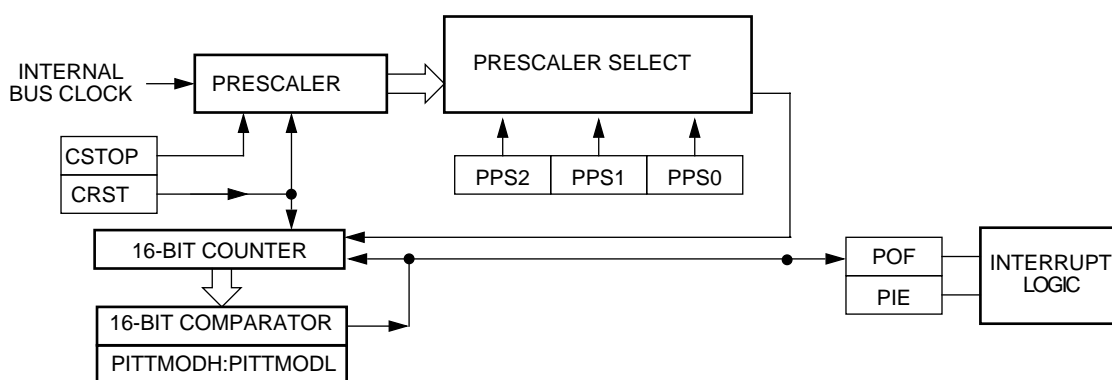 INTERNAL
BUS CLOCK
PRESCALER
PRESCALER SELECT
CSTOP
CRST
PPS2
PPS1
PPS0
16-BIT COUNTER
16-BIT COMPARATOR
PITTMODH:PITTMODL
POF
PIE
INTERRUPT
LOGIC